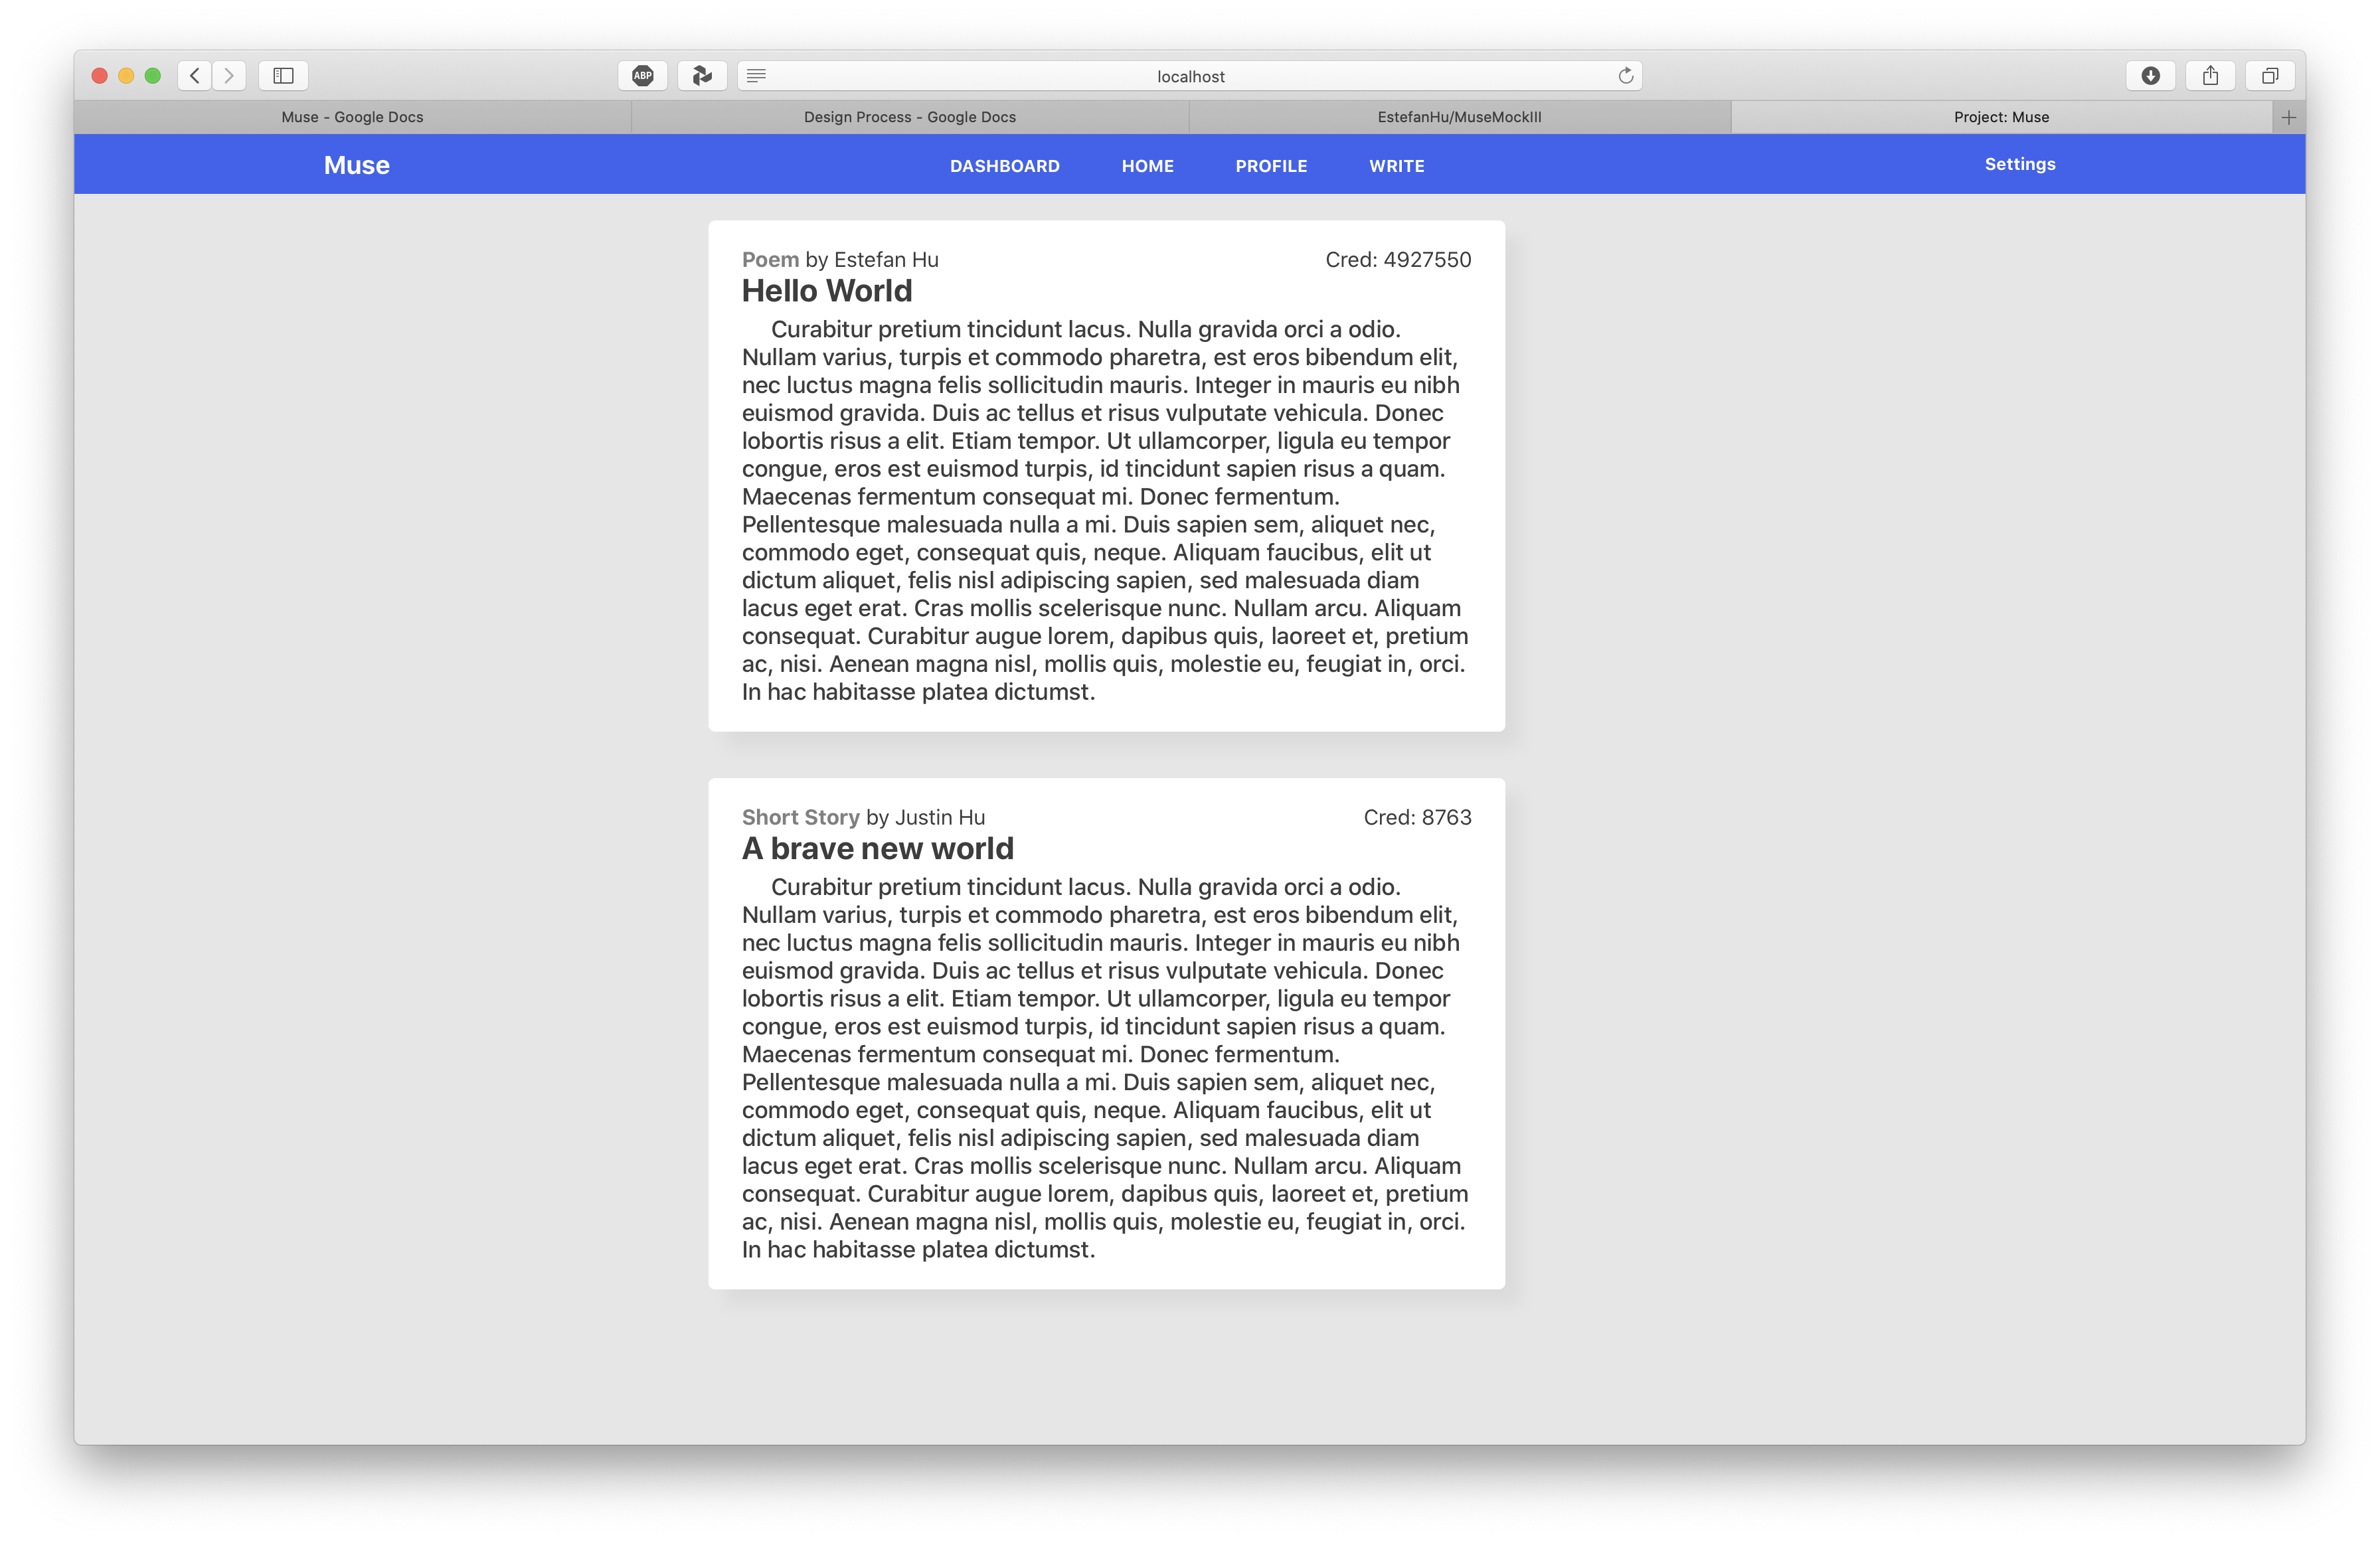 ABP
localhost
Muse - Google Docs
Design Process - Google Docs
EstefanHu/MuseMockIII
Project: Muse
Muse
DASHBOARD
HOME
PROFILE
WRITE
Settings
Poem by Estefan Hu
Cred: 4927550
Hello World
Curabitur pretium tincidunt lacus. Nulla gravida orci a odio.
Nullam varius, turpis et commodo pharetra, est eros bibendum elit,
nec luctus magna felis sollicitudin mauris. Integer in mauris eu nibh
euismod gravida. Duis ac tellus et risus vulputate vehicula. Donec
lobortis risus a elit. Etiam tempor. Ut ullamcorper, ligula eu tempor
congue, eros est euismod turpis, id tincidunt sapien risus a quam.
Maecenas fermentum consequat mi. Donec fermentum.
Pellentesque malesuada nulla a mi. Duis sapien sem, aliquet nec,
commodo eget, consequat quis, neque. Aliquam faucibus, elit ut
dictum aliquet, felis nisl adipiscing sapien, sed malesuada diam
lacus eget erat. Cras mollis scelerisque nunc. Nullam arcu. Aliquam
consequat. Curabitur augue lorem, dapibus quis, laoreet et, pretium
ac, nisi. Aenean magna nisl, mollis quis, molestie eu, feugiat in, orci.
In hac habitasse platea dictumst.
Short Story by Justin Hu
Cred: 8763
A brave new world
Curabitur pretium tincidunt lacus. Nulla gravida orci a odio.
Nullam varius, turpis et commodo pharetra, est eros bibendum elit,
nec luctus magna felis sollicitudin mauris. Integer in mauris eu nibh
euismod gravida. Duis ac tellus et risus vulputate vehicula. Donec
lobortis risus a elit. Etiam tempor. Ut ullamcorper, ligula eu tempor
congue, eros est euismod turpis, id tincidunt sapien risus a quam.
Maecenas fermentum consequat mi. Donec fermentum.
Pellentesque malesuada nulla a mi. Duis sapien sem, aliquet nec,
commodo eget, consequat quis, neque. Aliquam faucibus, elit ut
dictum aliquet, felis nisl adipiscing sapien, sed malesuada diam
lacus eget erat. Cras mollis scelerisque nunc. Nullam arcu. Aliquam
consequat. Curabitur augue lorem, dapibus quis, laoreet et, pretium
ac, nisi. Aenean magna nisl, mollis quis, molestie eu, feugiat in, orci.
In hac habitasse platea dictumst.